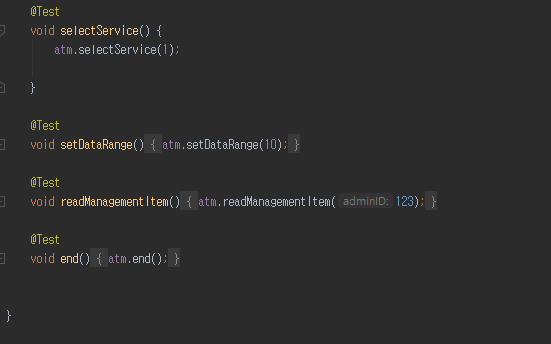 @Test
void selectService() {
atm.selectService(1);
}
@Test
void setDataRange() { atm.setDataRange(10); }
@Test
void readManagementItem() { atm.readManagementItem( adminID: 123); }
@Test
void end() { atm.end(); }
}